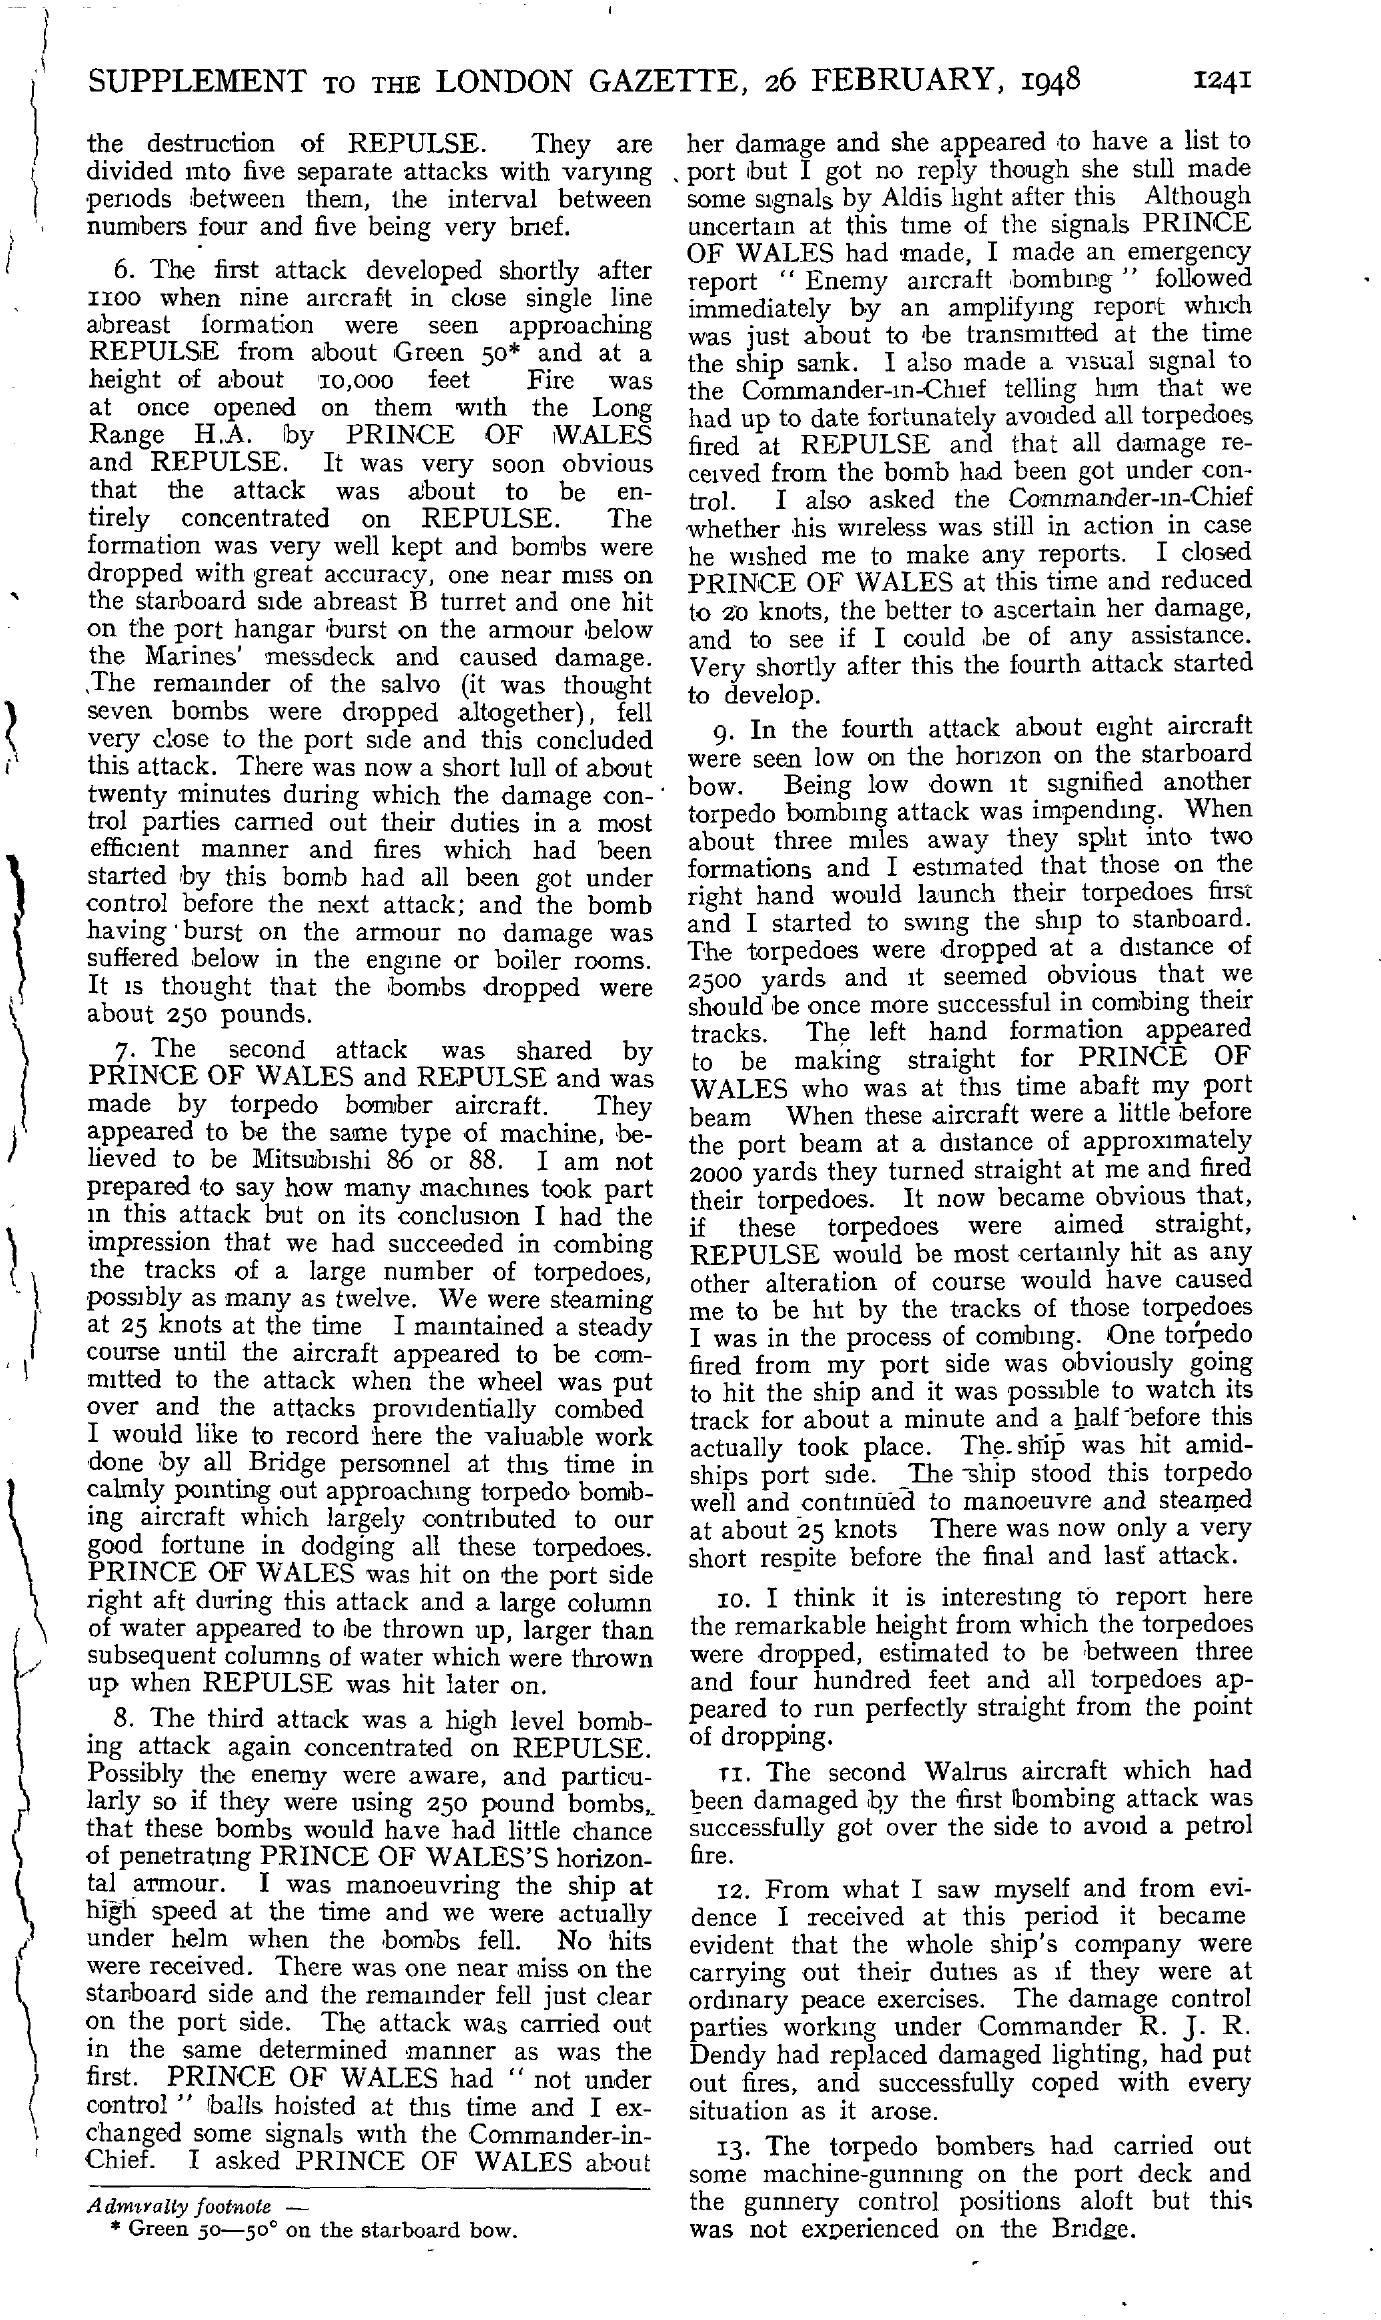 SUPPLEMENT TO THE LONDON GAZETTE, 26 FEBRUARY, 1948 1241
the destruction of REPULSE. They are
divided into five separate attacks with varying
periods between them, the interval between
numbers four and five being very brief.
6. The first attack developed shortly after
1100 when nine aircraft in close single line
abreast formation were seen approaching
REPULSE from about Green 50* and at a
height of about 10,000 feet Fire was
at once opened on them with the Long
Range H.A. by PRINCE OF WALES
and REPULSE. It was very soon obvious
that the attack was about to be en-
tirely concentrated on REPULSE. The
formation was very well kept and bombs were
dropped with great accuracy, one near miss on
the starboard side abreast B turret and one hit
on the port hangar burst on the armour below
the Marines' messdeck and caused damage.
The remainder of the salvo (it was thought
seven bombs were dropped altogether), fell
very close to the port side and this concluded
this attack. There was now a short lull of about
twenty minutes during which the damage con-
trol parties carried out their duties in a most
efficient manner and fires which had been
started by this bomb had all been got under
control before the next attack; and the bomb
having burst on the armour no damage was
suffered below in the engine or boiler rooms.
It is thought that the bombs dropped were
about 250 pounds.
7. The second attack was shared by
PRINCE OF WALES and REPULSE and was
made by torpedo bomber aircraft. They
appeared to be the same type of machine, be-
lieved to be Mitsubishi 86 or 88. I am not
prepared to say how many machines took part
in this attack but on its conclusion I had the
impression that we had succeeded in combing
the tracks of a large number of torpedoes,
possibly as many as twelve. We were steaming
at 25 knots at the time I maintained a steady
course until the aircraft appeared to be com-
mitted to the attack when the wheel was put
over and the attacks providentially combed
I would like to record here the valuable work
done by all Bridge personnel at this time in
calmly pointing out approaching torpedo bomb-
ing aircraft which largely contributed to our
good fortune in dodging all these torpedoes.
PRINCE OF WALES was hit on the port side
right aft during this attack and a large column
of water appeared to be thrown up, larger than
subsequent columns of water which were thrown
up when REPULSE was hit later on.
8. The third attack was a high level bomb-
ing attack again concentrated on REPULSE.
Possibly the enemy were aware, and particu-
larly so if they were using 250 pound bombs,
that these bombs would have had little chance
of penetrating PRINCE OF WALES'S horizon-
tal armour. I was manoeuvring the ship at
high speed at the time and we were actually
under helm when the bombs fell. No hits
were received. There was one near miss on the
starboard side and the remainder fell just clear
on the port side. The attack was carried out
in the same determined manner as was the
first. PRINCE OF WALES had " not under
control " balls hoisted at this time and I ex-
changed some signals with the Commander-in-
Chief. I asked PRINCE OF WALES about
Admiralty footnote —
* Green 50—50° on the starboard bow.
her damage and she appeared to have a list to
port but I got no reply though she still made
some signals by Aldis light after this Although
uncertain at this time of the signals PRINCE
OF WALES had made, I made an emergency
report " Enemy aircraft bombing " followed
immediately by an amplifying report which
was just about to be transmitted at the time
the ship sank. I also made a visual signal to
the Commander-in-Chief telling him that we
had up to date fortunately avoided all torpedoes
fired at REPULSE and that all damage re-
ceived from the bomb had been got under con-
trol. I also asked the Commander-in-Chief
whether his wireless was still in action in case
he wished me to make any reports. I closed
PRINCE OF WALES at this time and reduced
to 20 knots, the better to ascertain her damage,
and to see if I could be of any assistance.
Very shortly after this the fourth attack started
to develop.
9. In the fourth attack about eight aircraft
were seen low on the horizon on the starboard
bow. Being low down it signified another
torpedo bombing attack was impending. When
about three miles away they split into two
formations and I estimated that those on the
right hand would launch their torpedoes first
and I started to swing the ship to starboard.
The torpedoes were dropped at a distance of
2500 yards and it seemed obvious that we
should be once more successful in combing their
tracks. The left hand formation appeared
to be making straight for PRINCE OF
WALES who was at this time abaft my port
beam When these aircraft were a little before
the port beam at a distance of approximately
2000 yards they turned straight at me and fired
their torpedoes. It now became obvious that,
if these torpedoes were aimed straight,
REPULSE would be most certainly hit as any
other alteration of course would have caused
me to be hit by the tracks of those torpedoes
I was in the process of combing. One torpedo
fired from my port side was obviously going
to hit the ship and it was possible to watch its
track for about a minute and a half before this
actually took place. The ship was hit amid-
ships port side. The ship stood this torpedo
well and continued to manoeuvre and steamed
at about 25 knots There was now only a very
short respite before the final and last attack.
10. I think it is interesting to report here
the remarkable height from which the torpedoes
were dropped, estimated to be between three
and four hundred feet and all torpedoes ap-
peared to run perfectly straight from the point
of dropping.
11. The second Walrus aircraft which had
been damaged by the first bombing attack was
successfully got over the side to avoid a petrol
fire.
12. From what I saw myself and from evi-
dence I received at this period it became
evident that the whole ship's company were
carrying out their duties as if they were at
ordinary peace exercises. The damage control
parties working under Commander R. J. R.
Dendy had replaced damaged lighting, had put
out fires, and successfully coped with every
situation as it arose.
13. The torpedo bombers had carried out
some machine-gunning on the port deck and
the gunnery control positions aloft but this
was not experienced on the Bridge.